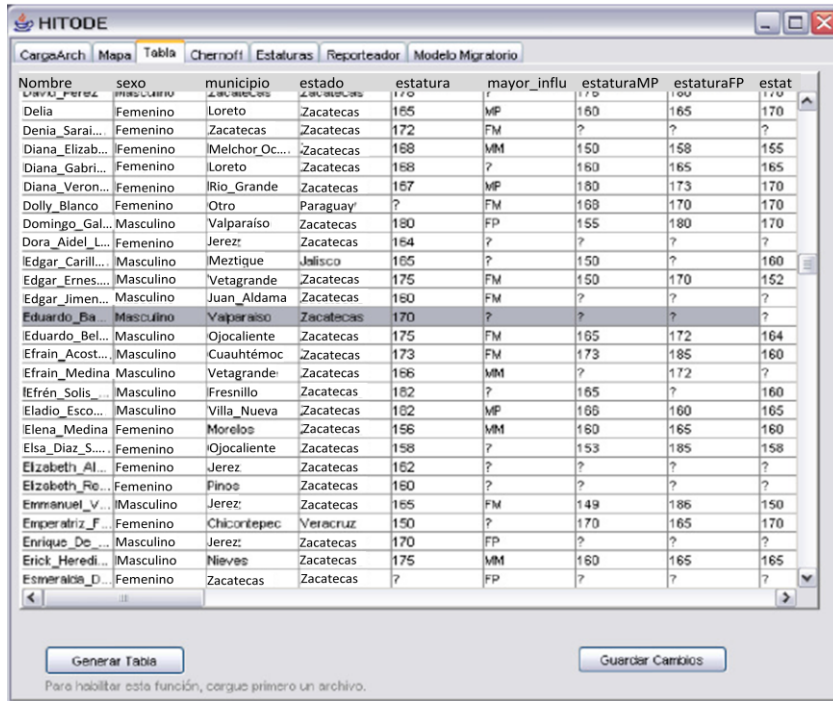 HITODE
CargaArch Mapa Tabla Chernoff Estaturas Reporteador Modelo Migratorio
Nombre sexo municipio estado estatura mayor_influ estaturaMP estaturaFP estat
David_Perez Masculino Zacatecas Zacatecas 178 ? 178 180 170
Delia Femenino Loreto Zacatecas 165 MP 160 165 170
Denia_Sarai... Femenino Zacatecas Zacatecas 172 FM ? ? ?
Diana_Elizab... Femenino Melchor_Oc... Zacatecas 168 MM 150 158 155
Diana_Gabri... Femenino Loreto Zacatecas 168 ? 160 165 165
Diana_Veron... Femenino Rio_Grande Zacatecas 167 MP 180 173 170
Dolly_Blanco Femenino Otro Paraguay ? FM 168 170 170
Domingo_Gal... Masculino Valparaíso Zacatecas 180 FP 155 180 170
Dora_Aidel_L... Femenino Jerez Zacatecas 164 ? ? ? ?
Edgar_Carill... Masculino Meztique Jalisco 165 ? 150 ? 160
Edgar_Ernes.... Masculino Vetagrande Zacatecas 175 FM 150 170 152
Edgar_Jimen... Masculino Juan_Aldama Zacatecas 160 FM ? ? ?
Eduardo_Ba... Masculino Valparaiso Zacatecas 170 ? ? ? ?
Eduardo_Bel... Masculino Ojocaliente Zacatecas 175 FM 165 172 164
Efrain_Acost... Masculino Cuauhtémoc Zacatecas 173 FM 173 185 160
Efrain_Medina Masculino Vetagrande Zacatecas 166 MM ? 172 ?
Efrén_Solis_... Masculino Fresnillo Zacatecas 182 ? 165 ? 160
Eladio_Esco... Masculino Villa_Nueva Zacatecas 182 MP 166 160 165
Elena_Medina Femenino Morelos Zacatecas 156 MM 160 165 160
Elsa_Diaz_S..... Femenino Ojocaliente Zacatecas 158 ? 153 185 158
Elizabeth_Al... Femenino Jerez Zacatecas 162 ? ? ? ?
Elizabeth_Ro... Femenino Pinos Zacatecas 160 ? ? ? ?
Emmanuel_V... Masculino Jerez Zacatecas 165 FM 149 186 150
Emperatriz_F... Femenino Chicontepec Veracruz 150 ? 170 165 170
Enrique_De_... Masculino Jerez Zacatecas 170 FP ? ? ?
Erick_Heredi... Masculino Nieves Zacatecas 175 MM 160 165 165
Esmeralda_D... Femenino Zacatecas Zacatecas ? FP ? ? ?
Generar Tabla Guardar Cambios
Para habilitar esta función, cargue primero un archivo.